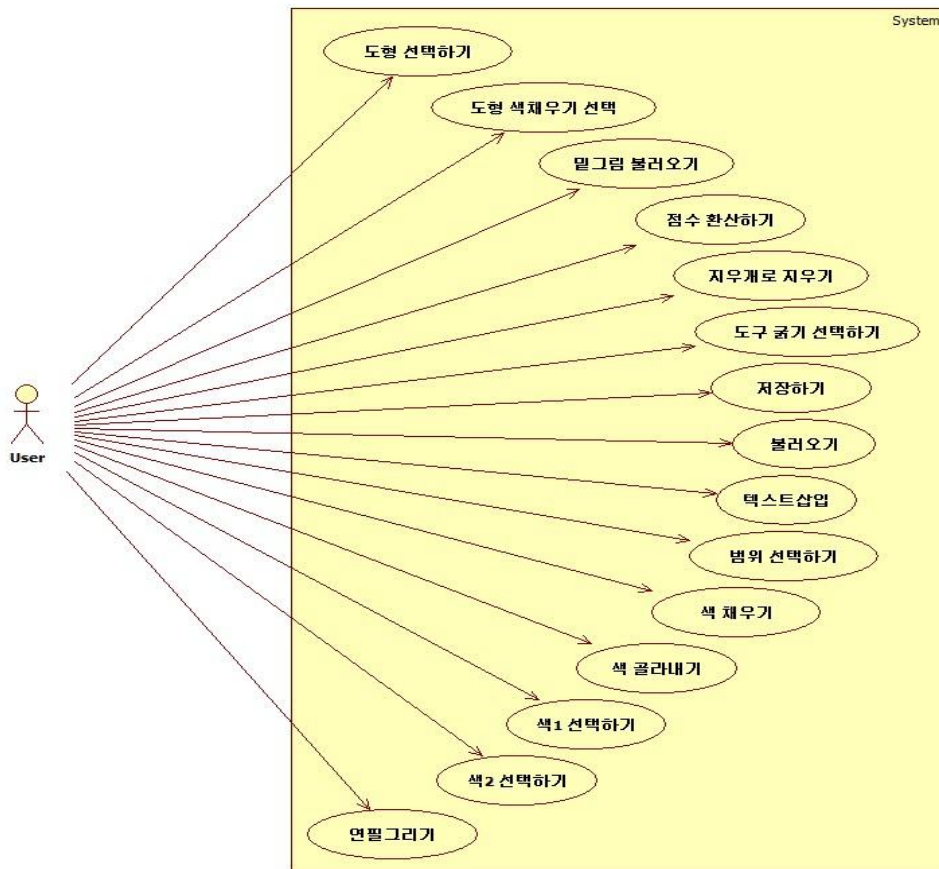 System
도형 선택하기
도형 색채우기 선택
밑그림 불러오기
점수 환산하기
지우개로 지우기
도구 굵기 선택하기
저장하기
불러오기
User
텍스트삽입
범위 선택하기
색 채우기
색 골라내기
색1 선택하기
색2 선택하기
연필그리기